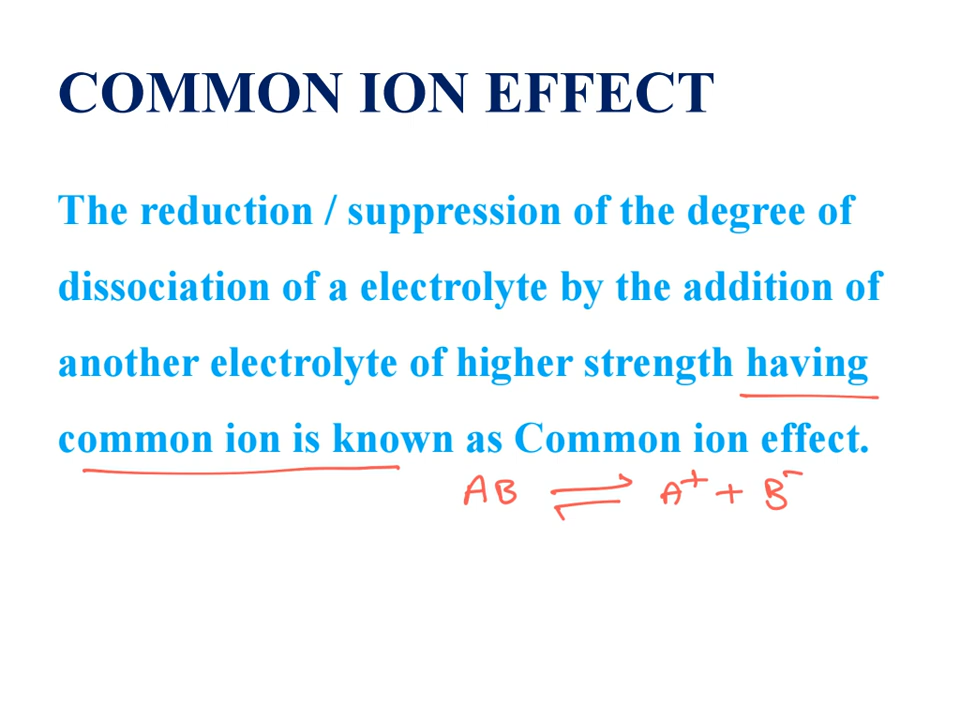 COMMON ION EFFECT
The reduction / suppression of the degree of
dissociation of a electrolyte by the addition of
another electrolyte of higher strength having
common ion is known as Common ion effect.
AB ⇌ A⁺ + B⁻